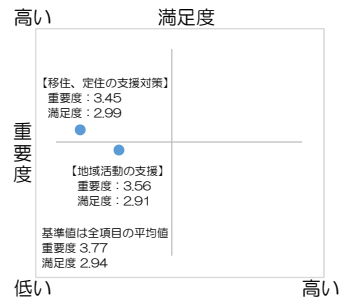 高い 満足度
【移住、定住の支援対策】
重要度：3.45
満足度：2.99
重要度
【地域活動の支援】
重要度：3.56
満足度：2.91
基準値は全項目の平均値
重要度 3.77
満足度 2.94
低い 高い